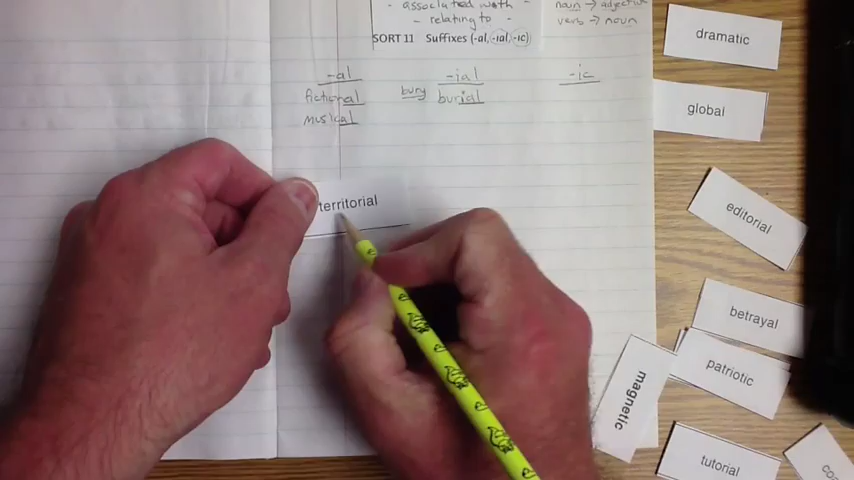 - associated with -
- relating to -
noun → adjective
verb → noun
SORT 11 Suffixes (-al, -ial, -ic)
-al -ial -ic
fictional bury burial
musical
territorial
dramatic
global
editorial
betrayal
patriotic
magnetic
tutorial